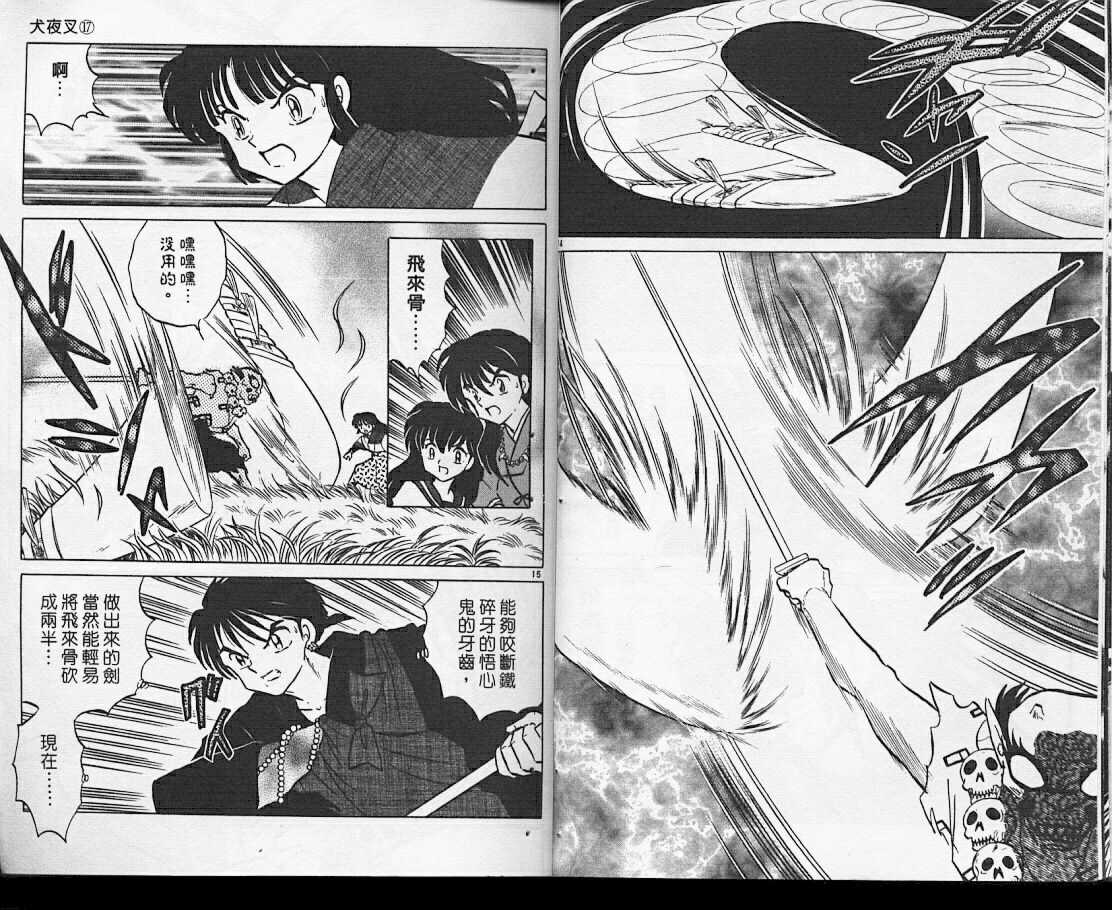 犬夜叉⑰
啊…
飛來骨……
嘿嘿嘿…
沒用的。
15
能夠咬斷鐵
碎牙的悟心
鬼的牙齒，
做出來的劍
當然能輕易
將飛來骨砍
成兩半…
現在……